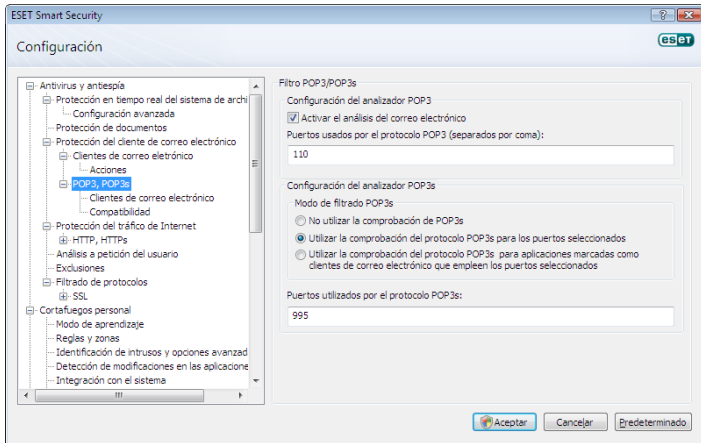 ESET Smart Security
Configuración
eseT
Antivirus y antiespía
Protección en tiempo real del sistema de archi
Configuración avanzada
Protección de documentos
Protección del cliente de correo electrónico
Clientes de correo eletrónico
Acciones
POP3, POP3s
Clientes de correo electrónico
Compatibilidad
Protección del tráfico de Internet
HTTP, HTTPs
Análisis a petición del usuario
Exclusiones
Filtrado de protocolos
SSL
Cortafuegos personal
Modo de aprendizaje
Reglas y zonas
Identificación de intrusos y opciones avanzad
Detección de modificaciones en las aplicacione
Integración con el sistema
Filtro POP3/POP3s
Configuración del analizador POP3
Activar el análisis del correo electrónico
Puertos usados por el protocolo POP3 (separados por coma):
110
Configuración del analizador POP3s
Modo de filtrado POP3s
No utilizar la comprobación de POP3s
Utilizar la comprobación del protocolo POP3s para los puertos seleccionados
Utilizar la comprobación del protocolo POP3s para aplicaciones marcadas como
clientes de correo electrónico que empleen los puertos seleccionados
Puertos utilizados por el protocolo POP3s:
995
Aceptar
Cancelar
Predeterminado